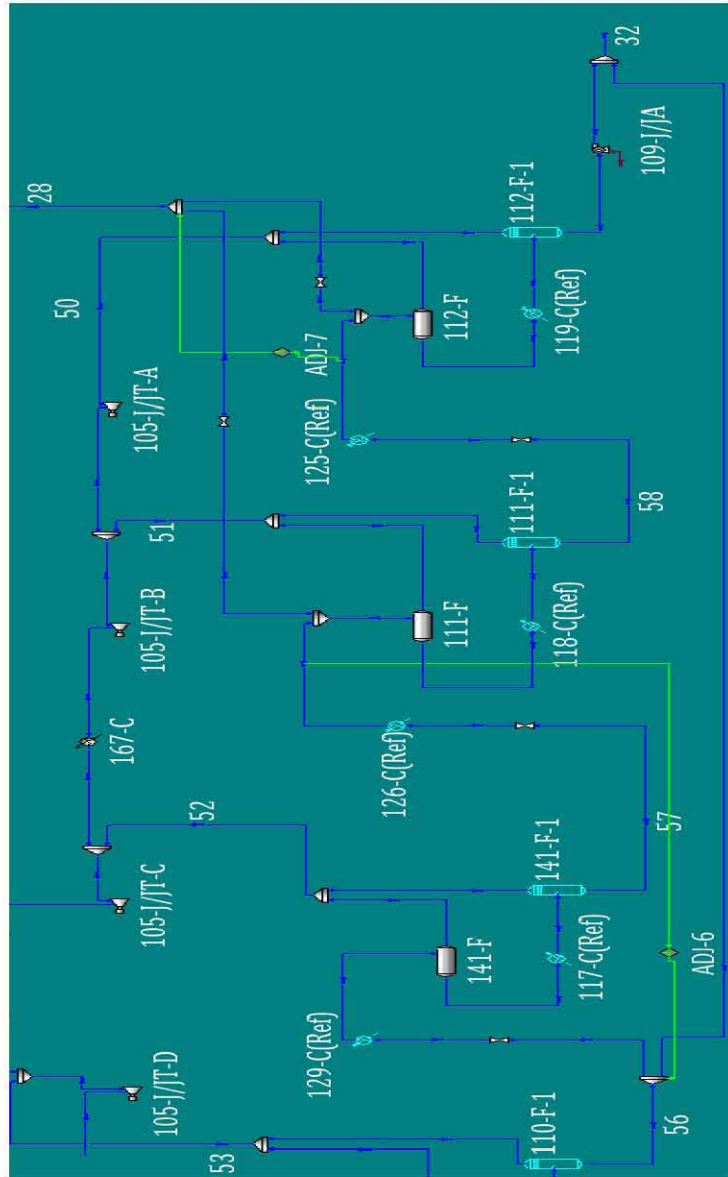 32
109-J/JA
28
112-F-1
50
119-C(Ref)
112-F
ADJ-7
105-J/JT-A
125-C(Ref)
58
111-F-1
51
105-J/JT-B
118-C(Ref)
111-F
167-C
126-C(Ref)
57
52
141-F-1
105-J/JT-C
117-C(Ref)
141-F
ADJ-6
129-C(Ref)
105-J/JT-D
56
110-F-1
53